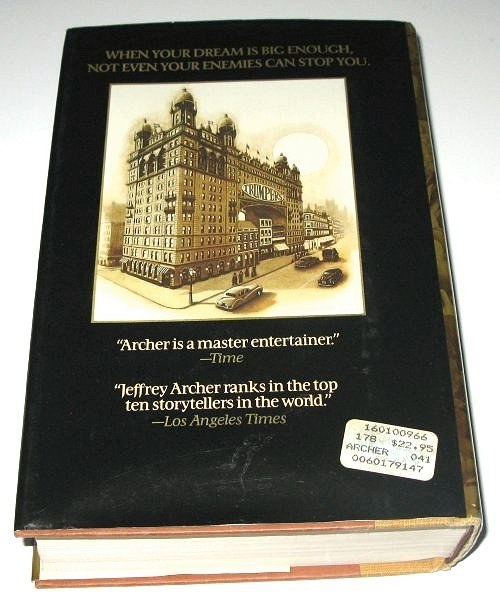 WHEN YOUR DREAM IS BIG ENOUGH,
NOT EVEN YOUR ENEMIES CAN STOP YOU.
TRUMPER'S
“Archer is a master entertainer.”
—Time
“Jeffrey Archer ranks in the top
ten storytellers in the world.”
—Los Angeles Times
160100966
178 $22.95
ARCHER 041
0060179147